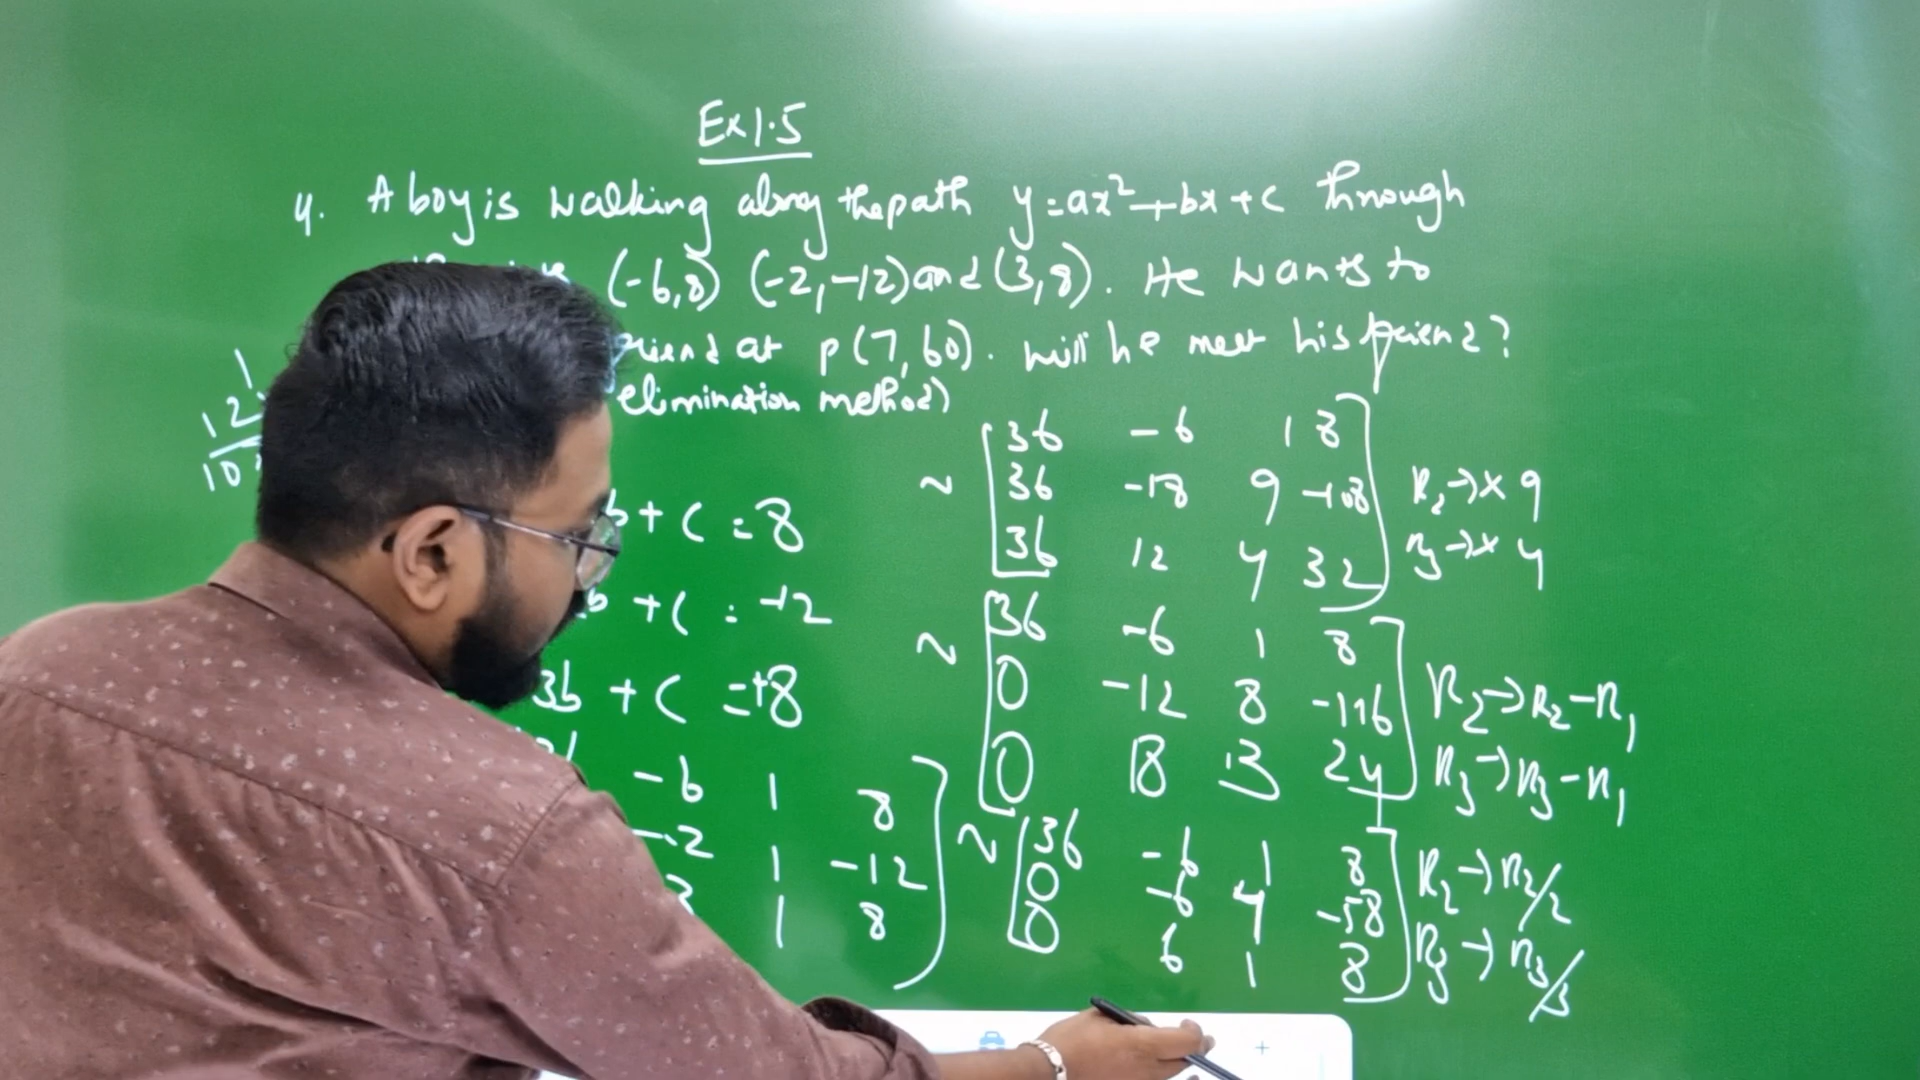 Ex 1.5
4. A boy is walking along the path y = ax² + bx + c through
(-6,8) (-2,-12) and (3,8). He wants to
friend at p(7,60). will he meet his friend?
elimination method)
1
12
10
b + c = 8
b + c = -12
3b + c = +8
-6 1 8
-2 1 -12
3 1 8
36 -6 1 8
~ 36 -18 9 -108 R2 → × 9
36 12 4 32 R3 → × 4
~ 36 -6 1 8
0 -12 8 -116 R2 → R2 - R1
0 18 3 24 R3 → R3 - R1
~ 36 -6 1 8
0 -6 4 -58 R2 → R2/2
0 6 1 8 R3 → R3/3